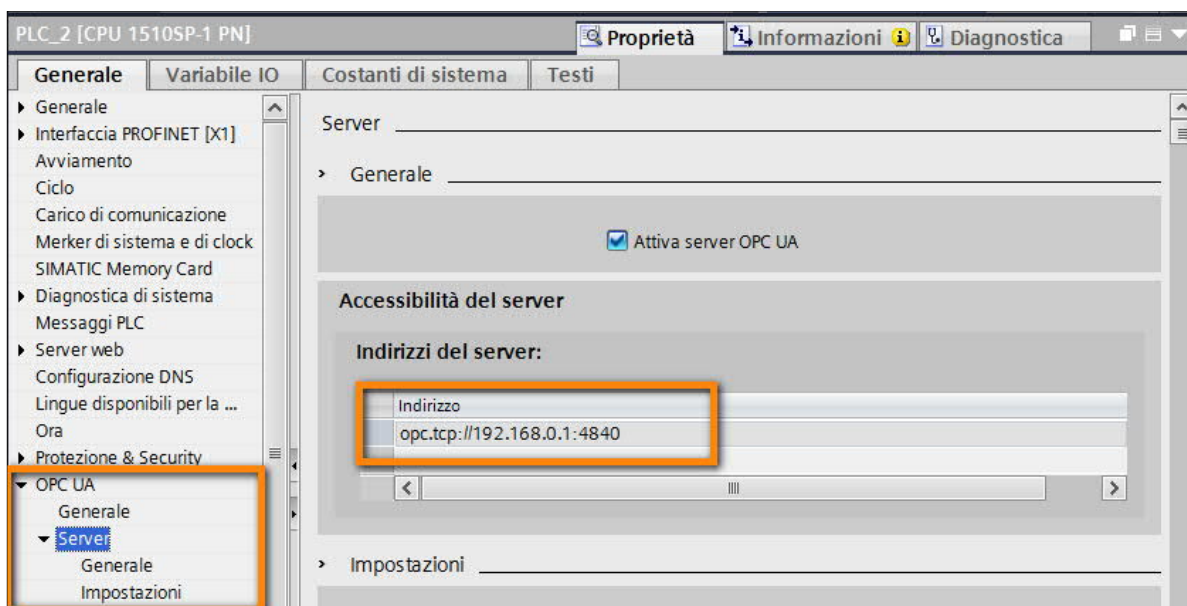 PLC_2 [CPU 1510SP-1 PN]
Proprietà
Informazioni
Diagnostica
Generale
Variabile IO
Costanti di sistema
Testi
Generale
Interfaccia PROFINET [X1]
Avviamento
Ciclo
Carico di comunicazione
Merker di sistema e di clock
SIMATIC Memory Card
Diagnostica di sistema
Messaggi PLC
Server web
Configurazione DNS
Lingue disponibili per la ...
Ora
Protezione & Security
OPC UA
Generale
Server
Generale
Impostazioni
Server
Generale
Attiva server OPC UA
Accessibilità del server
Indirizzi del server:
Indirizzo
opc.tcp://192.168.0.1:4840
Impostazioni